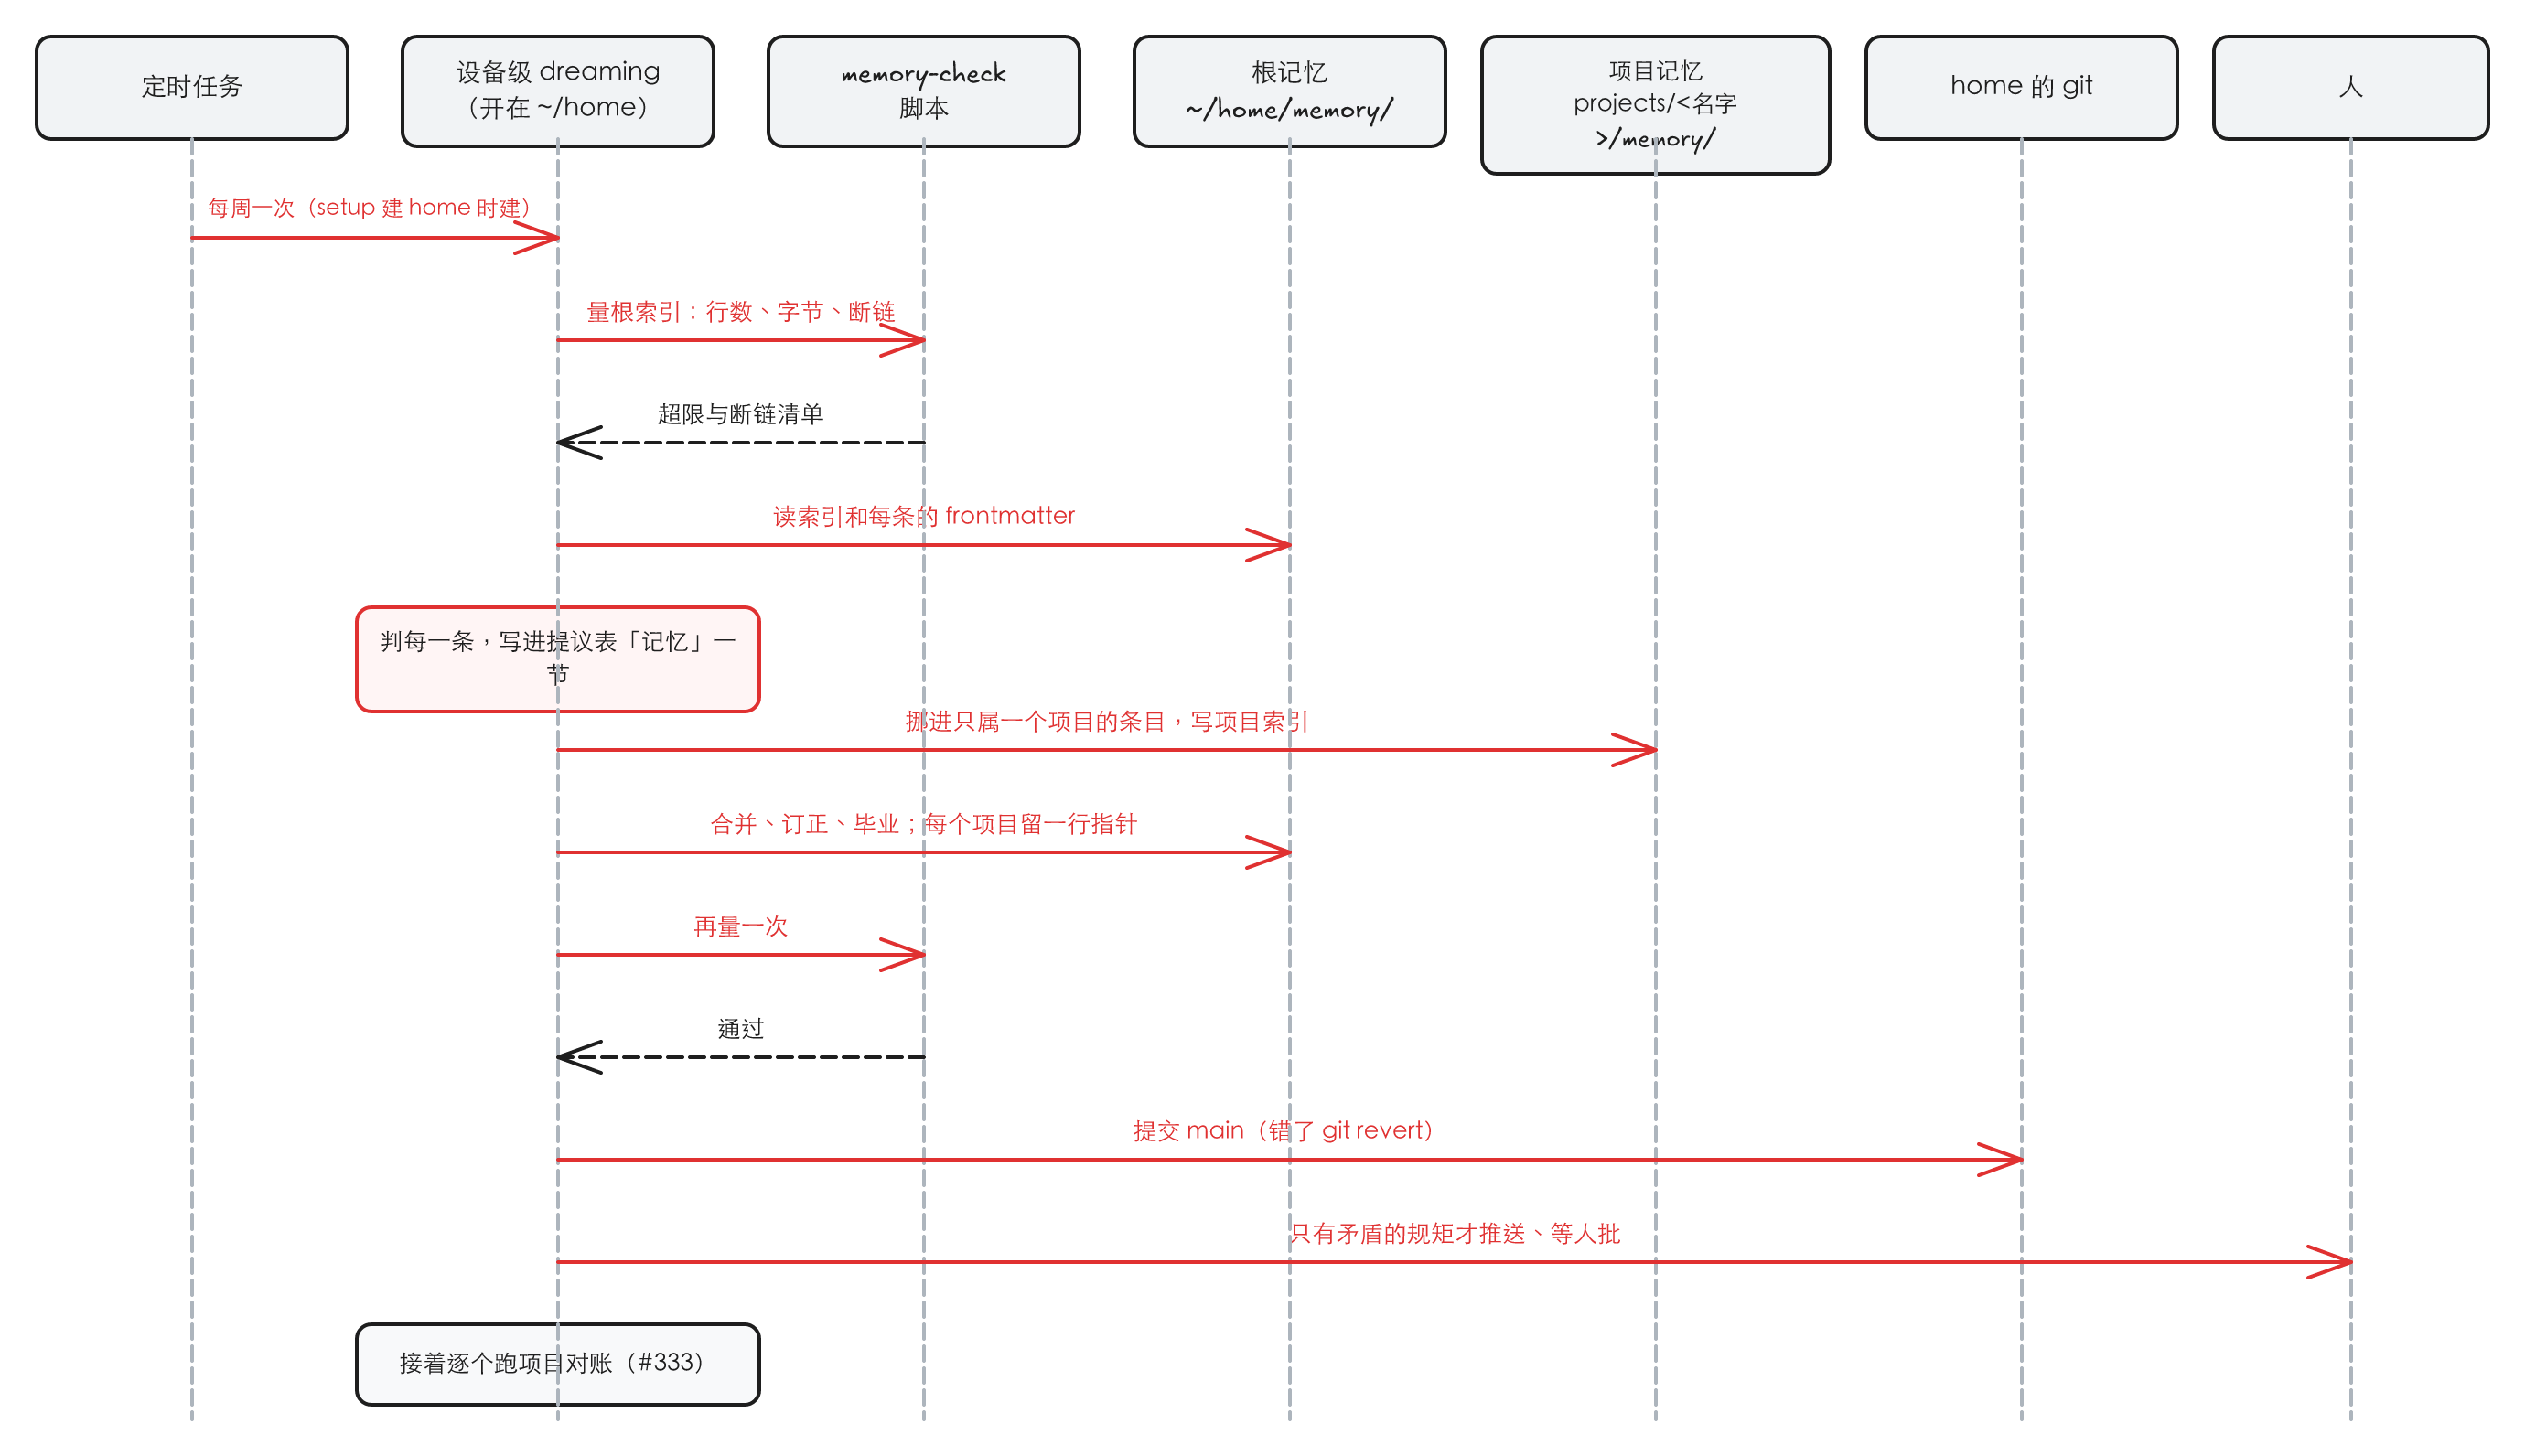 定时任务
设备级 dreaming
（开在 ~/home）
memory-check
脚本
根记忆
~/home/memory/
项目记忆
projects/<名字
>/memory/
home 的 git
人
每周一次（setup 建 home 时建）
量根索引：行数、字节、断链
超限与断链清单
读索引和每条的 frontmatter
判每一条，写进提议表「记忆」一
节
挪进只属一个项目的条目，写项目索引
合并、订正、毕业；每个项目留一行指针
再量一次
通过
提交 main（错了 git revert）
只有矛盾的规矩才推送、等人批
接着逐个跑项目对账（#333）